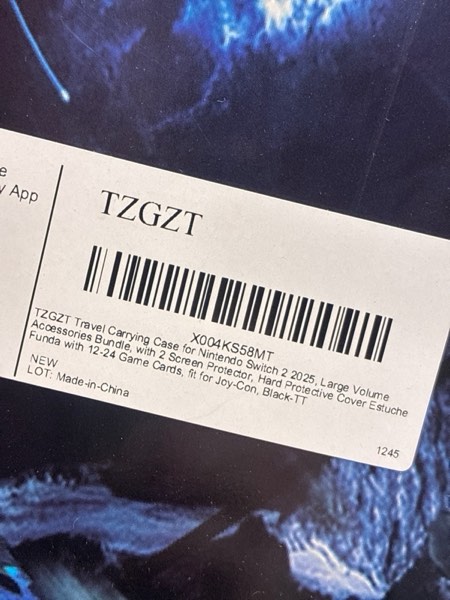 App
TZGZT
X004KS58MT
TZGZT Travel Carrying Case for Nintendo Switch 2 2025, Large Volume
Accessories Bundle, with 2 Screen Protector, Hard Protective Cover Estuche
Funda with 12-24 Game Cards, fit for Joy-Con, Black-TT
NEW
LOT: Made-in-China
1245